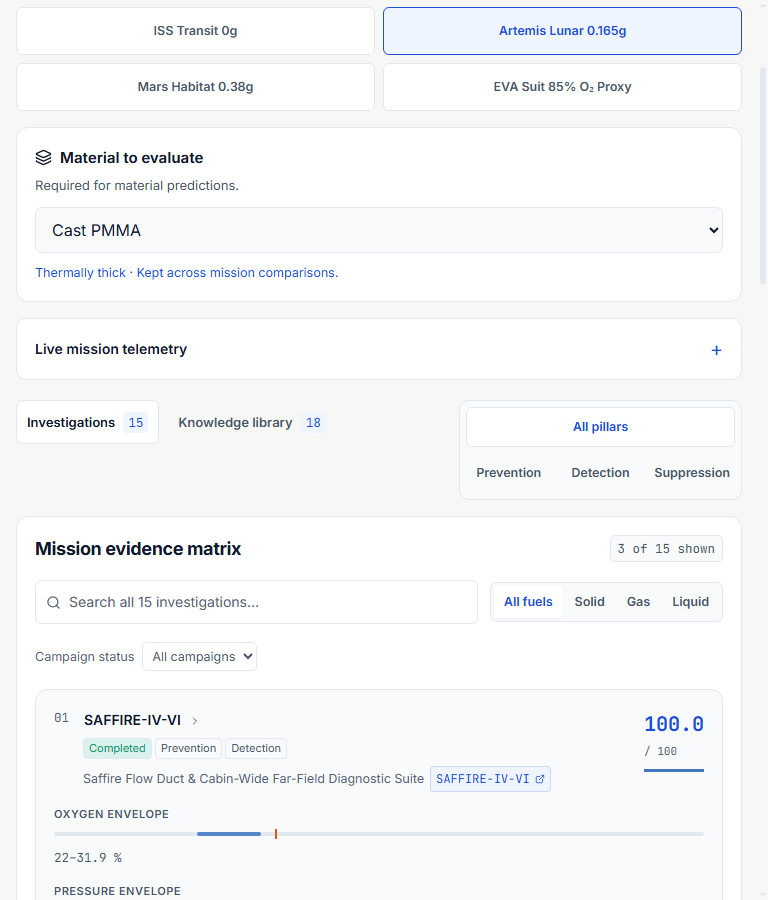 ISS Transit 0g
Artemis Lunar 0.165g
Mars Habitat 0.38g
EVA Suit 85% O₂ Proxy
Material to evaluate
Required for material predictions.
Cast PMMA
Thermally thick · Kept across mission comparisons.
Live mission telemetry
+
Investigations 15
Knowledge library 18
All pillars
Prevention Detection Suppression
Mission evidence matrix
3 of 15 shown
Search all 15 investigations...
All fuels Solid Gas Liquid
Campaign status All campaigns
01 SAFFIRE-IV-VI
100.0
/ 100
Completed Prevention Detection
Saffire Flow Duct & Cabin-Wide Far-Field Diagnostic Suite SAFFIRE-IV-VI
OXYGEN ENVELOPE
22–31.9 %
PRESSURE ENVELOPE